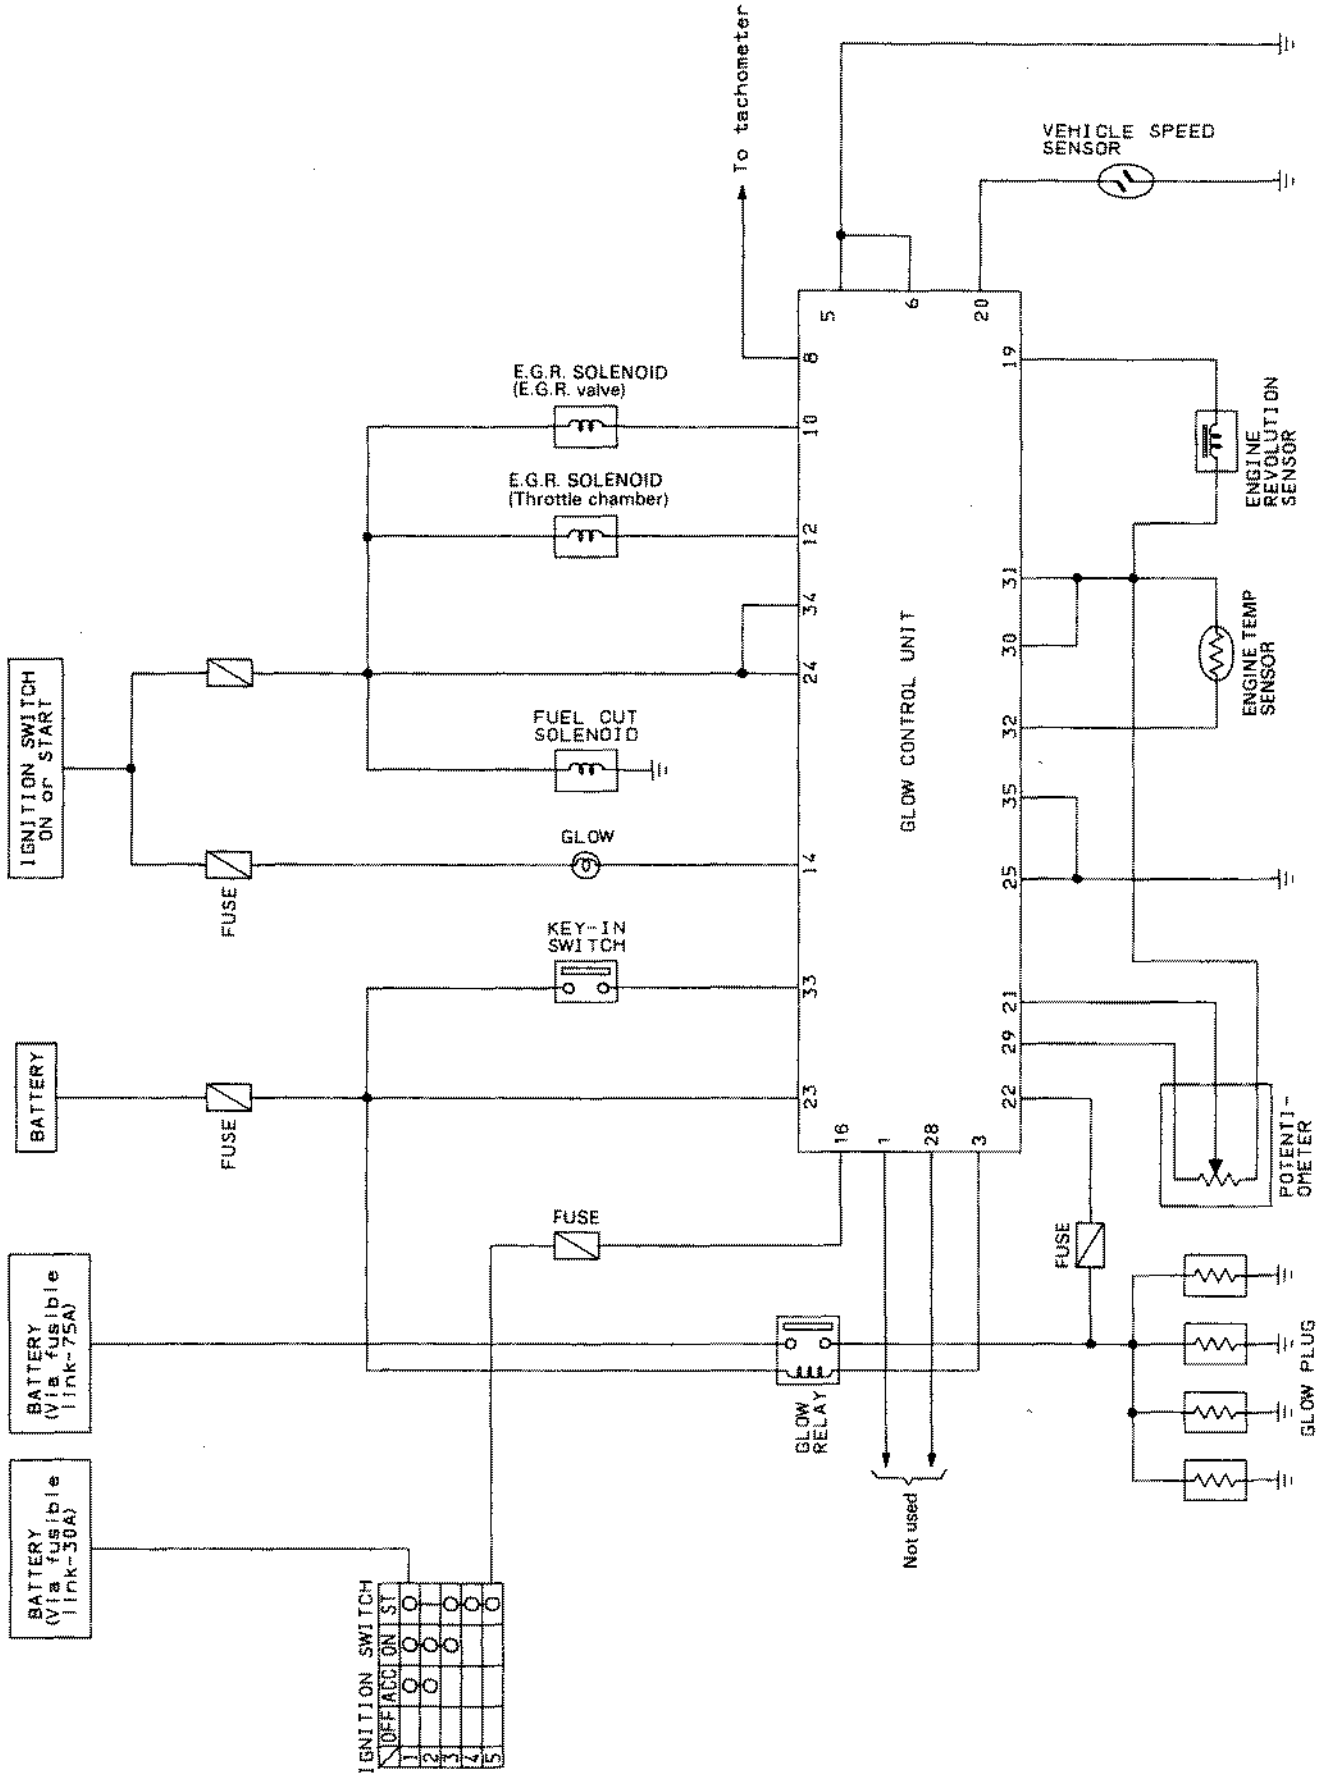 BATTERY
(Via fusible
link-30A)
BATTERY
(Via fusible
link-75A)
BATTERY
IGNITION SWITCH
ON or START
FUSE
FUSE
IGNITION SWITCH
OFF ACC ON ST
1
2
3
4
5
FUSE
KEY-IN
SWITCH
GLOW
FUEL CUT
SOLENOID
E.G.R. SOLENOID
(Throttle chamber)
E.G.R. SOLENOID
(E.G.R. valve)
To tachometer
GLOW
RELAY
Not used
23
33
14
24
34
12
10
8
16
1
28
3
GLOW CONTROL UNIT
5
6
20
22
29
21
25
35
32
30
31
19
VEHICLE SPEED
SENSOR
FUSE
GLOW PLUG
POTENTI-
OMETER
ENGINE TEMP
SENSOR
ENGINE
REVOLUTION
SENSOR